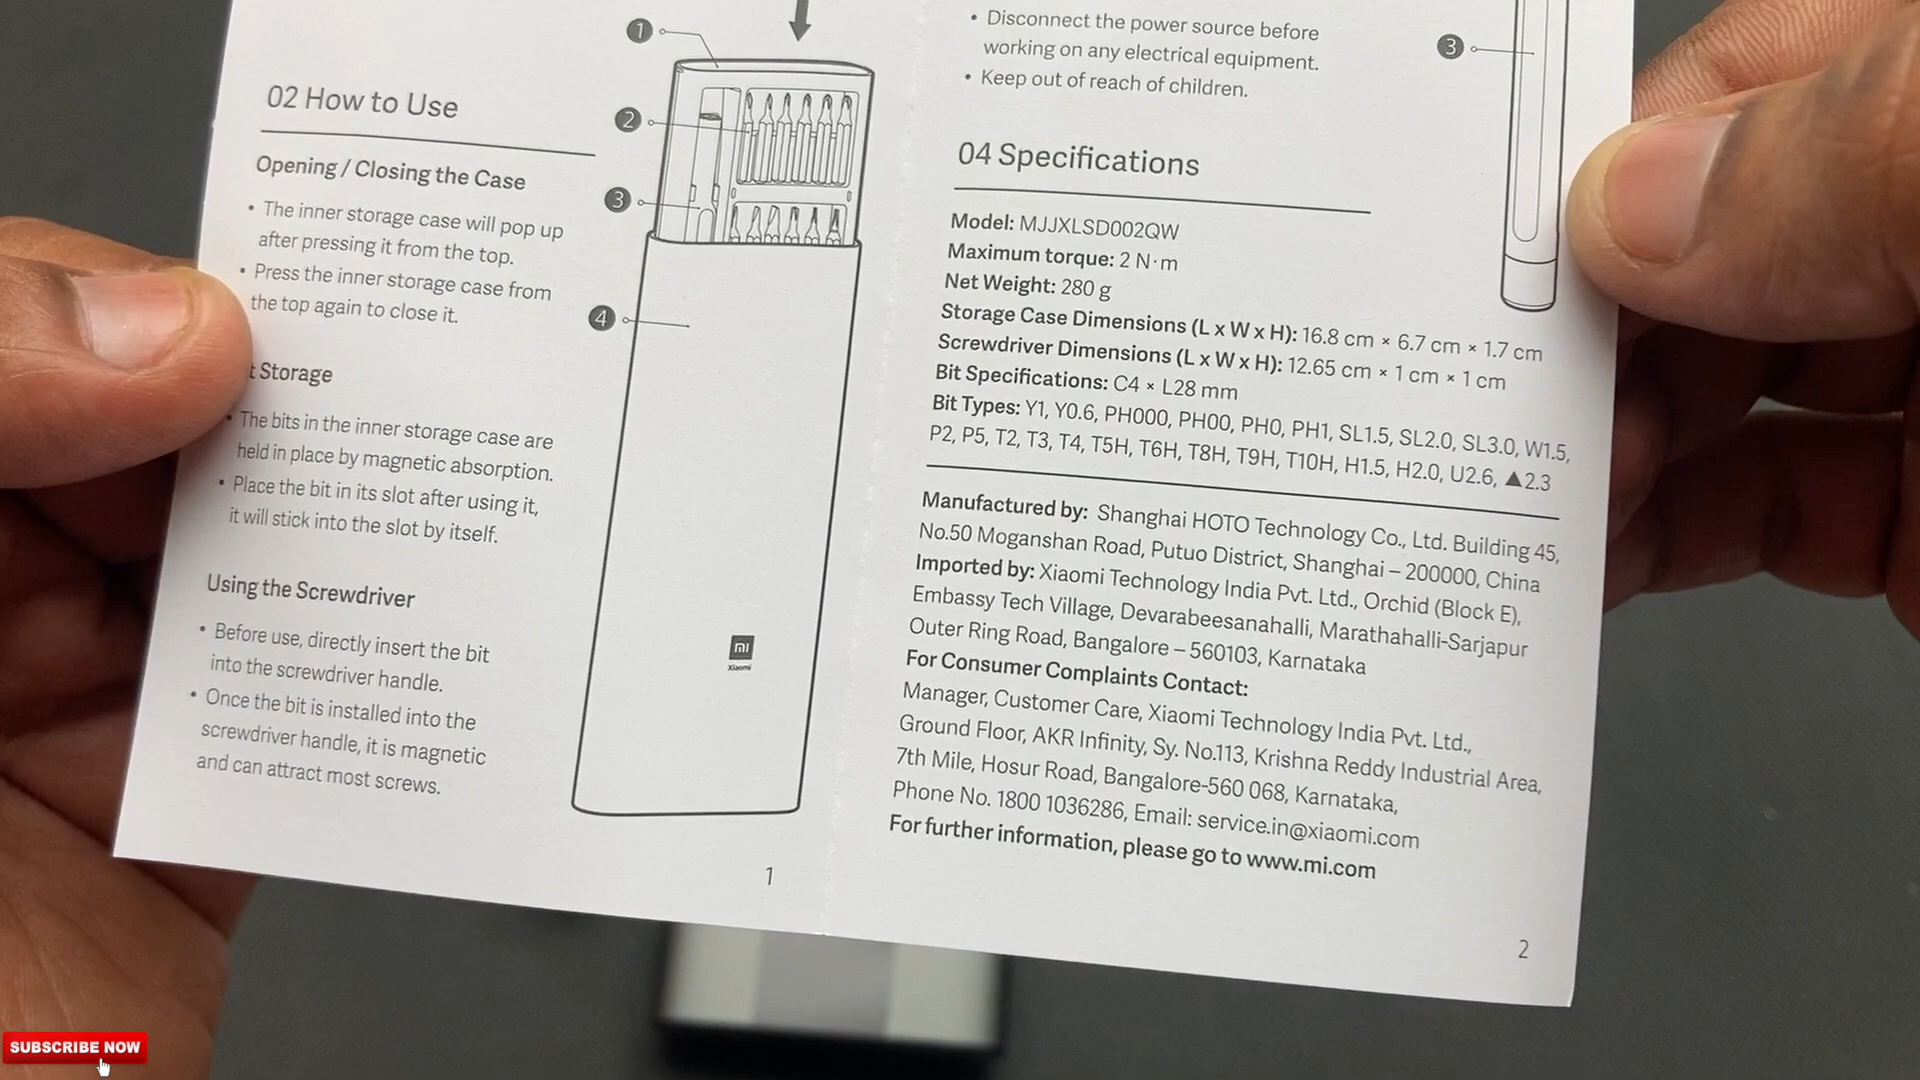 02 How to Use
Opening / Closing the Case
• The inner storage case will pop up
after pressing it from the top.
• Press the inner storage case from
the top again to close it.
t Storage
• The bits in the inner storage case are
held in place by magnetic absorption.
• Place the bit in its slot after using it,
it will stick into the slot by itself.
Using the Screwdriver
• Before use, directly insert the bit
into the screwdriver handle.
• Once the bit is installed into the
screwdriver handle, it is magnetic
and can attract most screws.
1
2
3
4
mi
Xiaomi
1
• Disconnect the power source before
working on any electrical equipment.
• Keep out of reach of children.
3
04 Specifications
Model: MJJXLSD002QW
Maximum torque: 2 N·m
Net Weight: 280 g
Storage Case Dimensions (L x W x H): 16.8 cm × 6.7 cm × 1.7 cm
Screwdriver Dimensions (L x W x H): 12.65 cm × 1 cm × 1 cm
Bit Specifications: C4 × L28 mm
Bit Types: Y1, Y0.6, PH000, PH00, PH0, PH1, SL1.5, SL2.0, SL3.0, W1.5,
P2, P5, T2, T3, T4, T5H, T6H, T8H, T9H, T10H, H1.5, H2.0, U2.6, ▲2.3
Manufactured by: Shanghai HOTO Technology Co., Ltd. Building 45,
No.50 Moganshan Road, Putuo District, Shanghai – 200000, China
Imported by: Xiaomi Technology India Pvt. Ltd., Orchid (Block E),
Embassy Tech Village, Devarabeesanahalli, Marathahalli-Sarjapur
Outer Ring Road, Bangalore – 560103, Karnataka
For Consumer Complaints Contact:
Manager, Customer Care, Xiaomi Technology India Pvt. Ltd.,
Ground Floor, AKR Infinity, Sy. No.113, Krishna Reddy Industrial Area,
7th Mile, Hosur Road, Bangalore-560 068, Karnataka,
Phone No. 1800 1036286, Email: service.in@xiaomi.com
For further information, please go to www.mi.com
2
SUBSCRIBE NOW